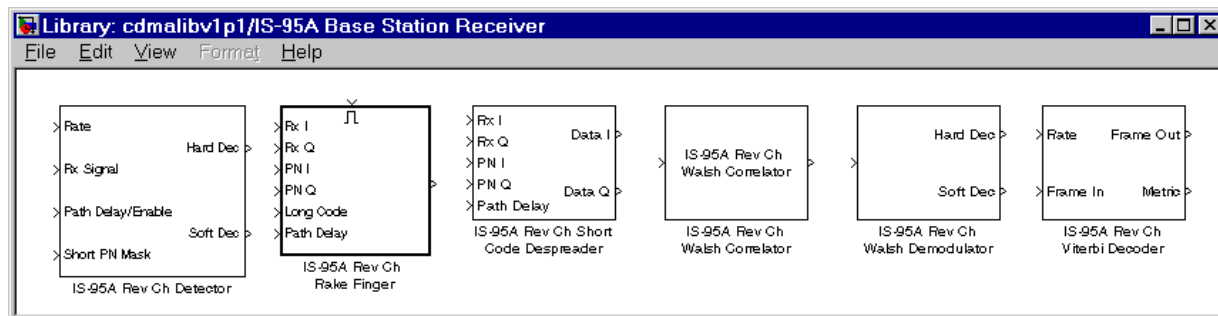 Library: cdmalibv1p1/IS-95A Base Station Receiver
File Edit View Format Help
Rate
Rx Signal
Path Delay/Enable
Short PN Mask
Hard Dec
Soft Dec
IS-95A Rev Ch Detector
Rx I
Rx Q
PN I
PN Q
Long Code
Path Delay
IS-95A Rev Ch
Rake Finger
Rx I
Rx Q
PN I
PN Q
Path Delay
Data I
Data Q
IS-95A Rev Ch Short
Code Despreader
IS-95A Rev Ch
Walsh Correlator
IS-95A Rev Ch
Walsh Correlator
Hard Dec
Soft Dec
IS-95A Rev Ch
Walsh Demodulator
Rate
Frame In
Frame Out
Metric
IS-95A Rev Ch
Viterbi Decoder